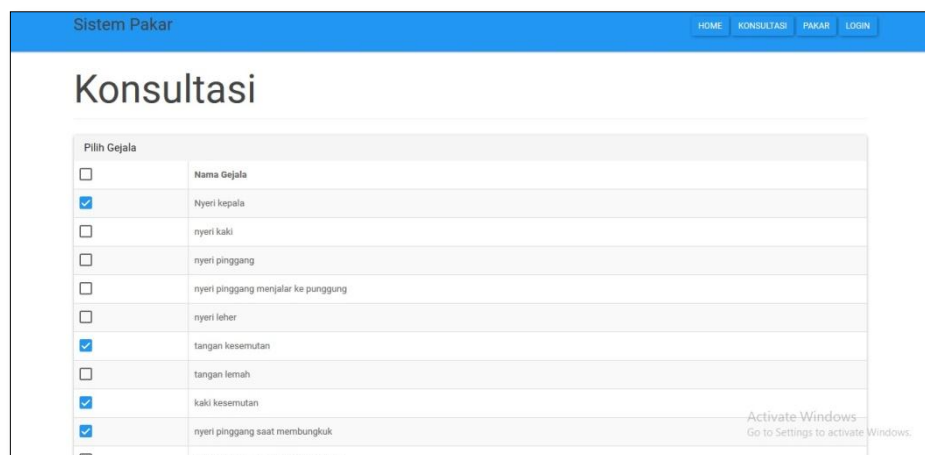 Sistem Pakar
HOME KONSULTASI PAKAR LOGIN
Konsultasi
Pilih Gejala
Nama Gejala
Nyeri kepala
nyeri kaki
nyeri pinggang
nyeri pinggang menjalar ke punggung
nyeri leher
tangan kesemutan
tangan lemah
kaki kesemutan
nyeri pinggang saat membungkuk
Activate Windows
Go to Settings to activate Windows.